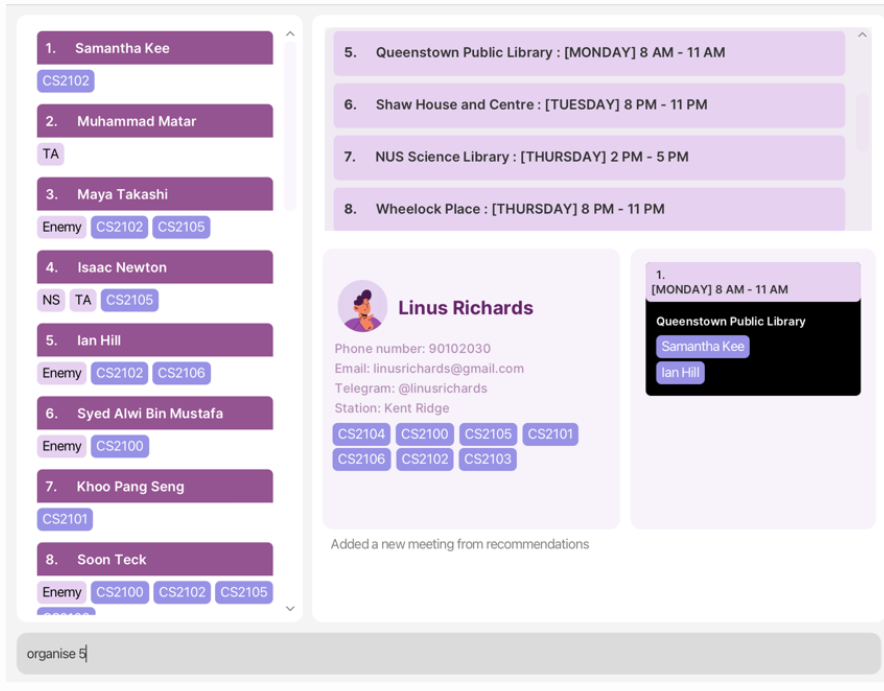 1. Samantha Kee
CS2102
2. Muhammad Matar
TA
3. Maya Takashi
Enemy CS2102 CS2105
4. Isaac Newton
NS TA CS2105
5. Ian Hill
Enemy CS2102 CS2106
6. Syed Alwi Bin Mustafa
Enemy CS2100
7. Khoo Pang Seng
CS2101
8. Soon Teck
Enemy CS2100 CS2102 CS2105
5. Queenstown Public Library : [MONDAY] 8 AM - 11 AM
6. Shaw House and Centre : [TUESDAY] 8 PM - 11 PM
7. NUS Science Library : [THURSDAY] 2 PM - 5 PM
8. Wheelock Place : [THURSDAY] 8 PM - 11 PM
Linus Richards
Phone number: 90102030
Email: linusrichards@gmail.com
Telegram: @linusrichards
Station: Kent Ridge
CS2104 CS2100 CS2105 CS2101
CS2106 CS2102 CS2103
1.
[MONDAY] 8 AM - 11 AM
Queenstown Public Library
Samantha Kee
Ian Hill
Added a new meeting from recommendations
organise 5